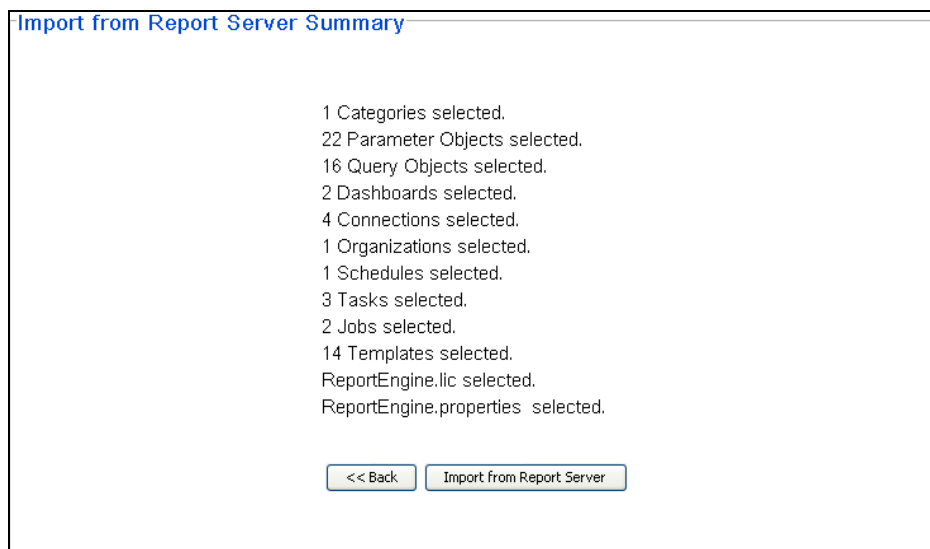 Import from Report Server Summary
1 Categories selected.
22 Parameter Objects selected.
16 Query Objects selected.
2 Dashboards selected.
4 Connections selected.
1 Organizations selected.
1 Schedules selected.
3 Tasks selected.
2 Jobs selected.
14 Templates selected.
ReportEngine.lic selected.
ReportEngine.properties  selected.
<< Back Import from Report Server